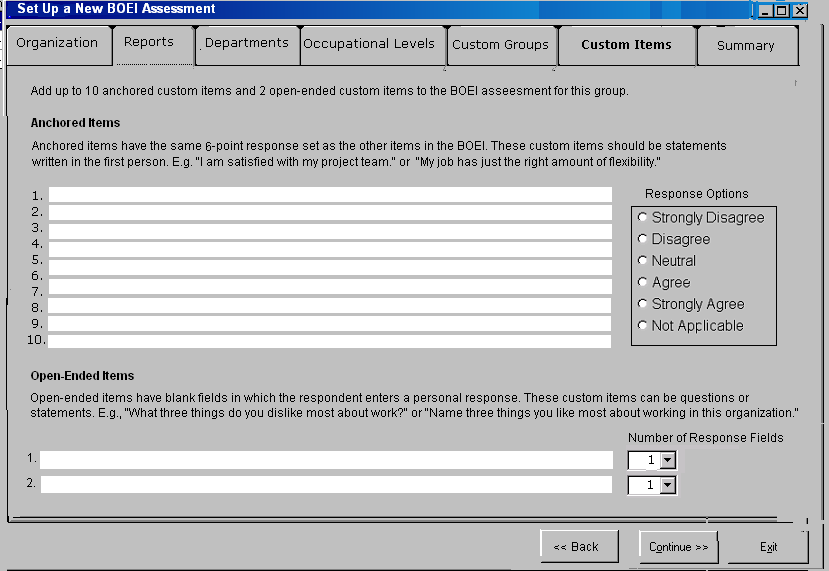 Set Up a New BOEI Assessment
Organization
Reports
Departments
Occupational Levels
Custom Groups
Custom Items
Summary
Add up to 10 anchored custom items and 2 open-ended custom items to the BOEI asseesment for this group.
Anchored Items
Anchored items have the same 6-point response set as the other items in the BOEI. These custom items should be statements
written in the first person. E.g. "I am satisfied with my project team." or "My job has just the right amount of flexibility."
1.
2.
3.
4.
5.
6.
7.
8.
9.
10.
Response Options
Strongly Disagree
Disagree
Neutral
Agree
Strongly Agree
Not Applicable
Open-Ended Items
Open-ended items have blank fields in which the respondent enters a personal response. These custom items can be questions or
statements. E.g., "What three things do you dislike most about work?" or "Name three things you like most about working in this organization."
Number of Response Fields
1. 1
2. 1
<< Back
Continue >>
Exit